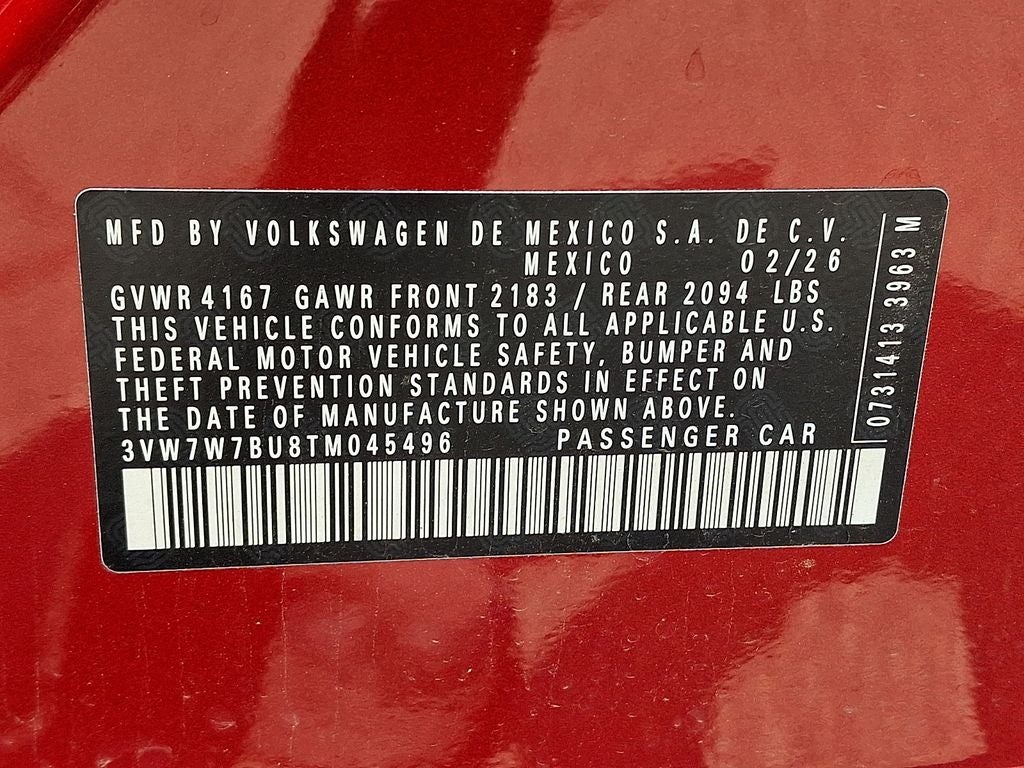 MFD BY VOLKSWAGEN DE MEXICO S.A. DE C.V.
MEXICO 02/26
GVWR 4167 GAWR FRONT 2183 / REAR 2094 LBS
THIS VEHICLE CONFORMS TO ALL APPLICABLE U.S.
FEDERAL MOTOR VEHICLE SAFETY, BUMPER AND
THEFT PREVENTION STANDARDS IN EFFECT ON
THE DATE OF MANUFACTURE SHOWN ABOVE.
3VW7W7BU8TM045496 PASSENGER CAR
0731413 3963 M